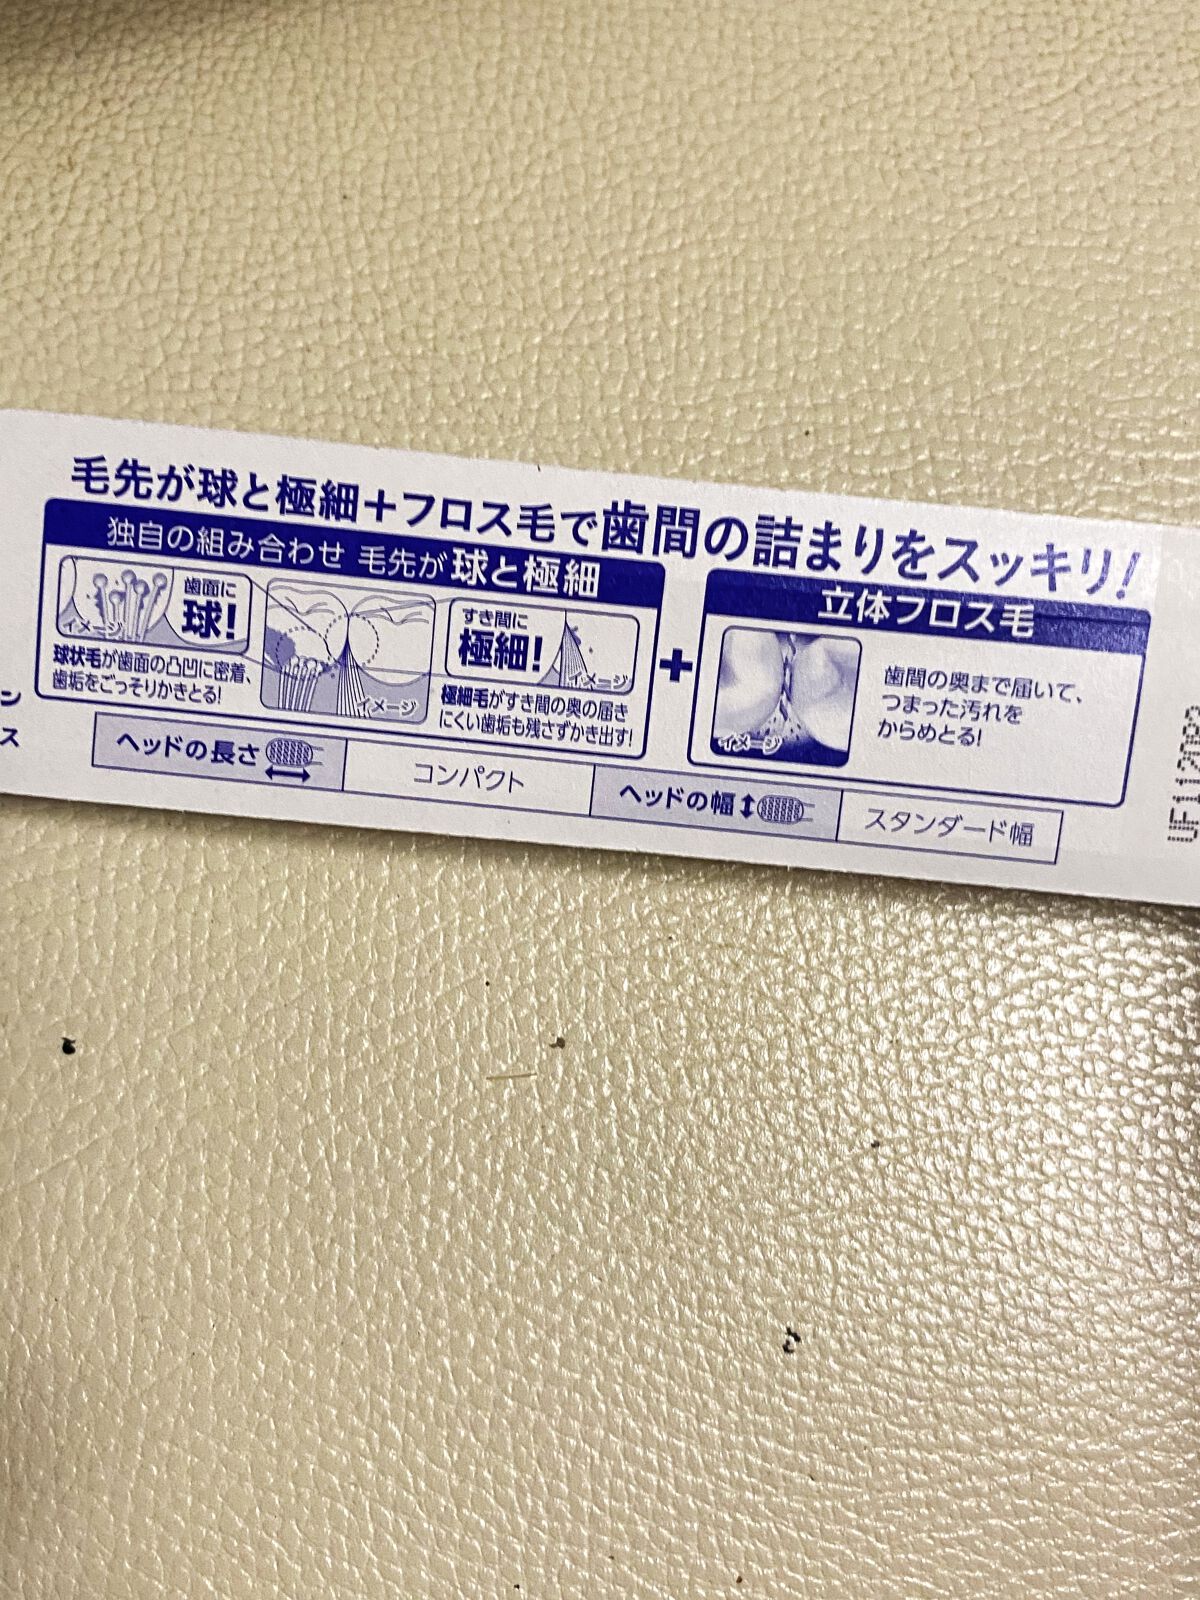 毛先が球と極細+フロス毛で歯間の詰まりをスッキリ!
独自の組み合わせ 毛先が球と極細
歯面に
球!
イメージ
球状毛が歯面の凸凹に密着、
歯垢をごっそりかきとる!
イメージ
すき間に
極細!
イメージ
極細毛がすき間の奥の届き
にくい歯垢も残さずかき出す!
+
立体フロス毛
イメージ
歯間の奥まで届いて、
つまった汚れを
からめとる!
ン
ス
ヘッドの長さ
コンパクト
ヘッドの幅
スタンダード幅